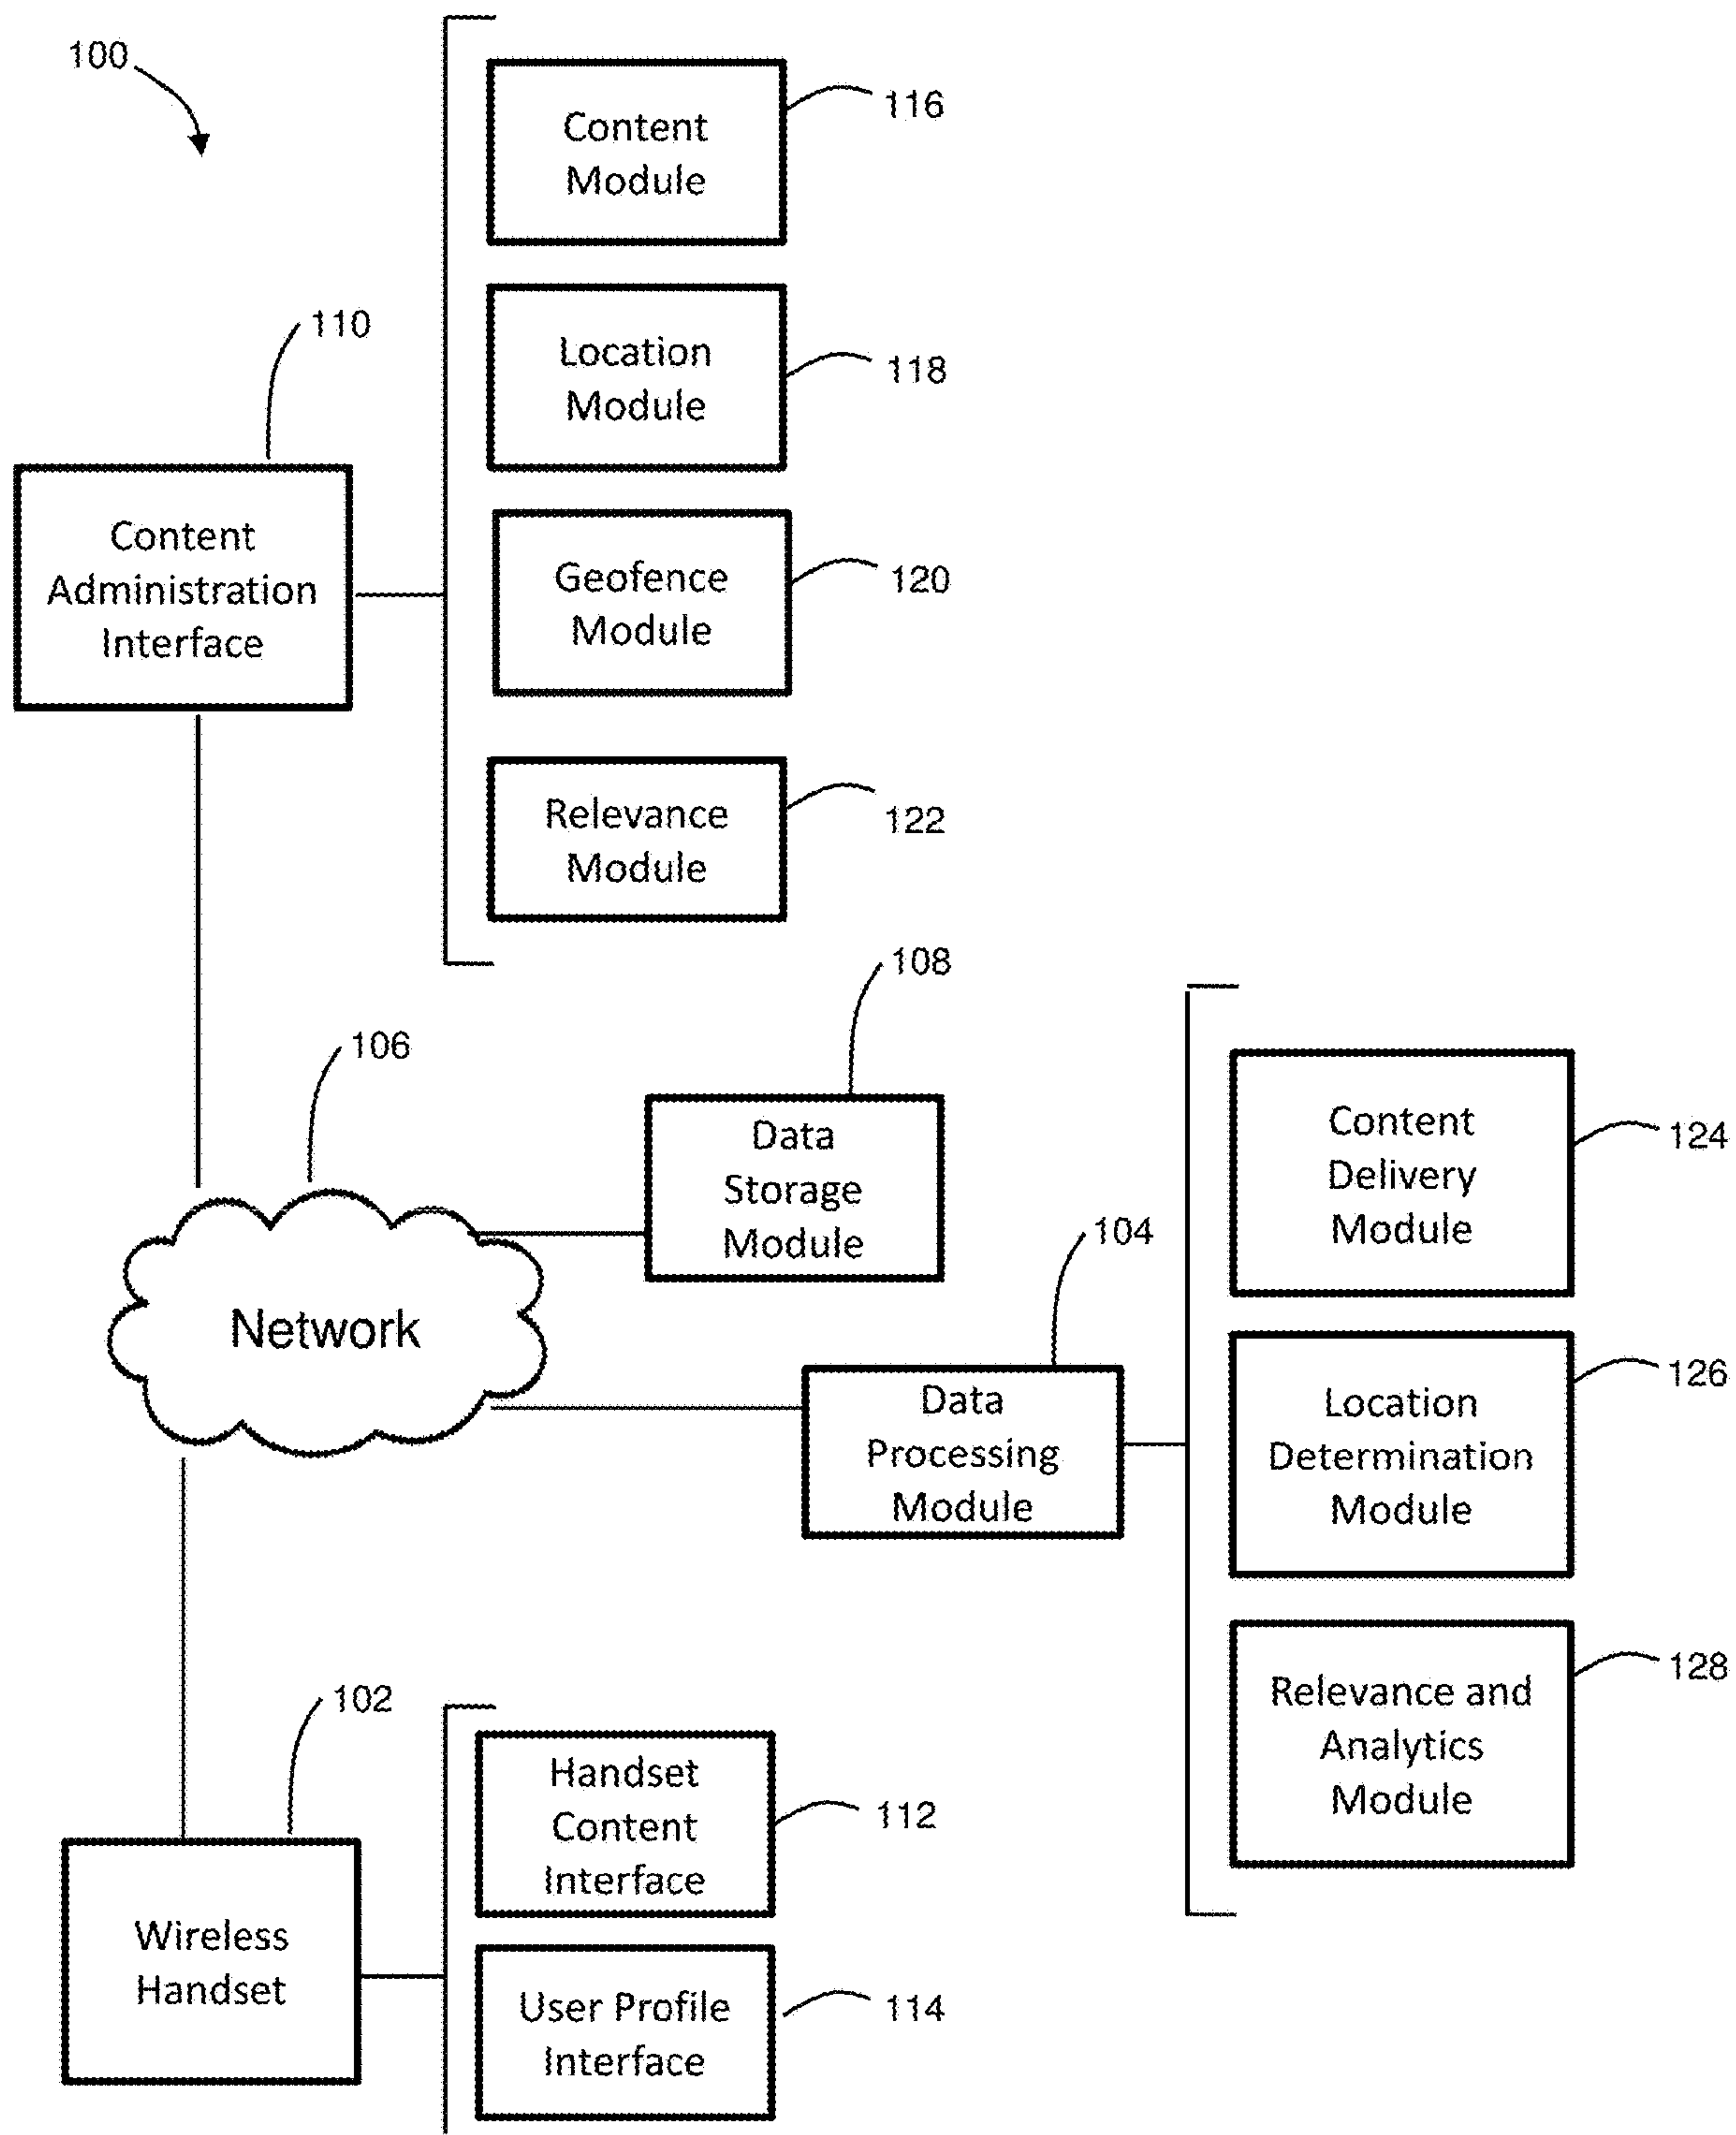 100
Content
Module
116
Location
Module
118
110
Content
Administration
Interface
Geofence
Module
120
Relevance
Module
122
108
106
Data
Storage
Module
Network
104
Data
Processing
Module
Content
Delivery
Module
124
Location
Determination
Module
126
Relevance and
Analytics
Module
128
102
Wireless
Handset
Handset
Content
Interface
112
User Profile
Interface
114